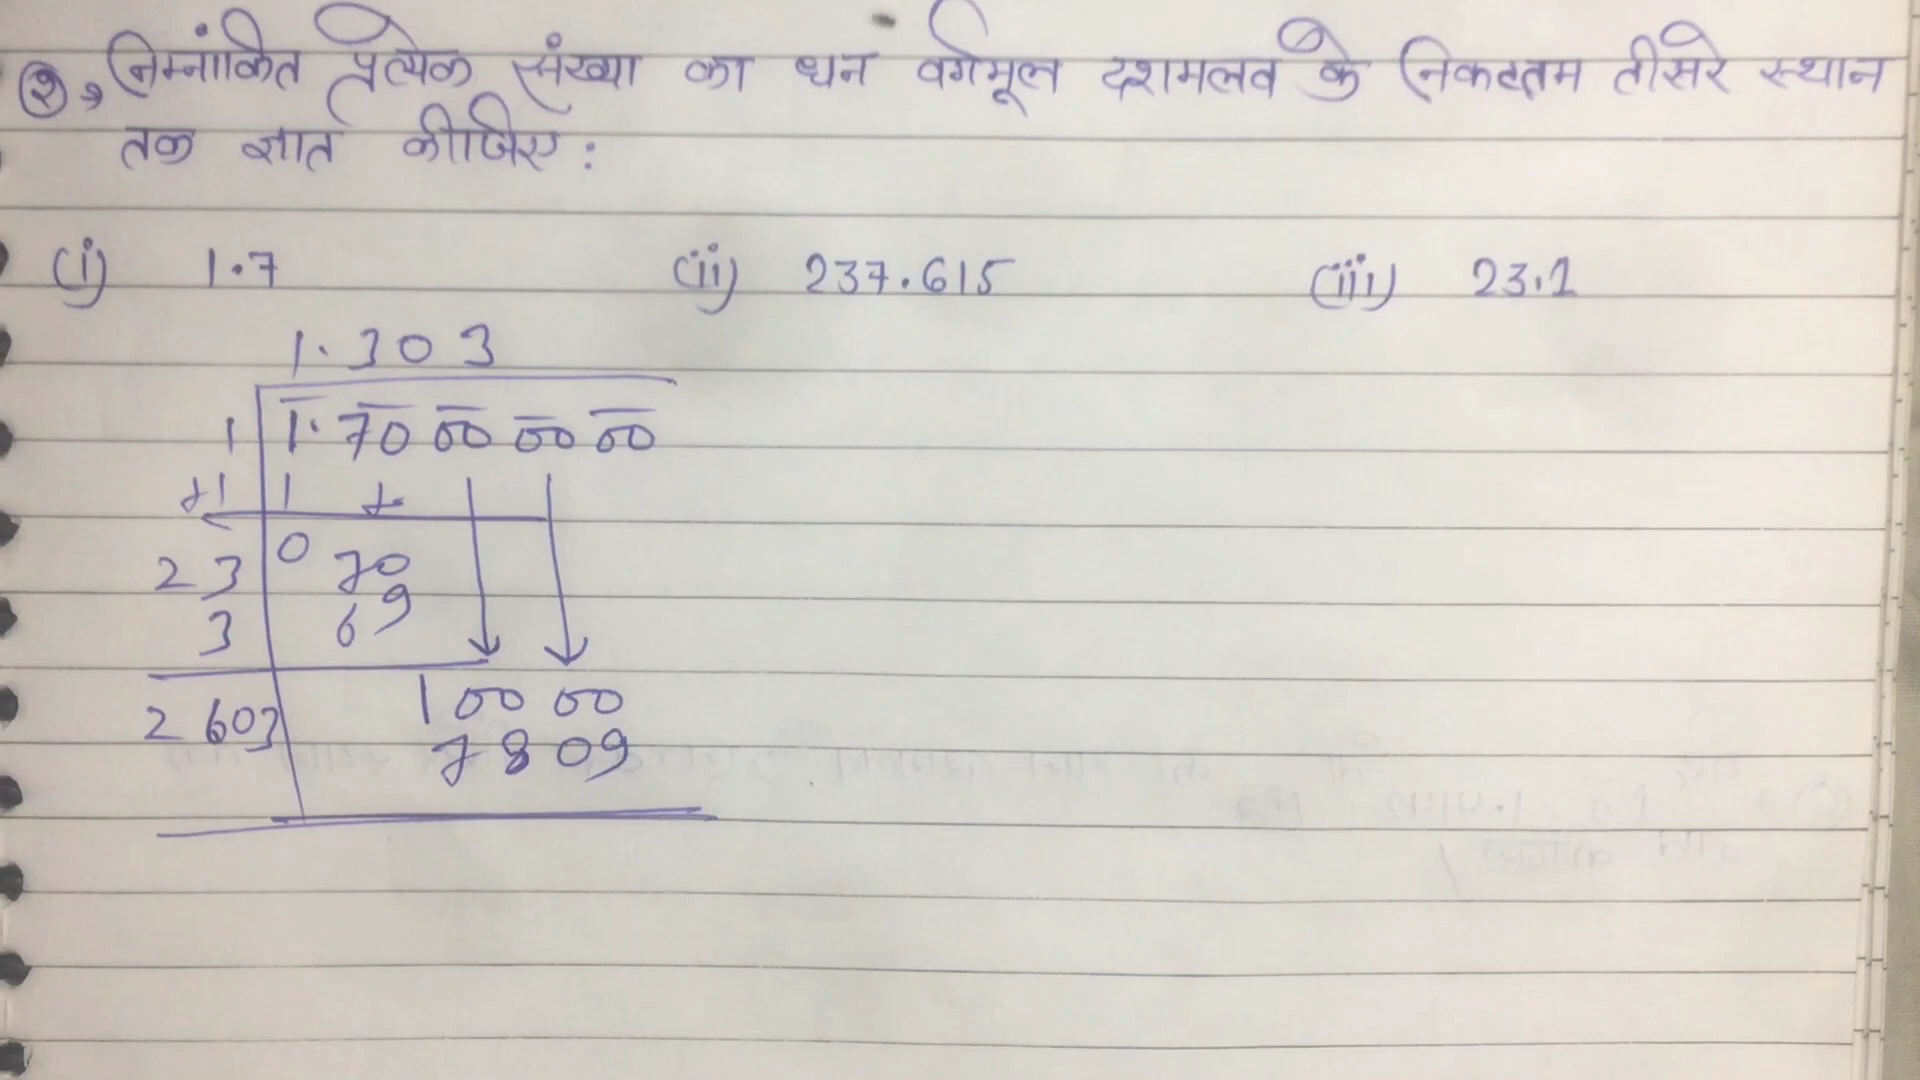 २, निम्नांकित प्रत्येक संख्या का धन वर्गमूल दशमलव के निकटतम तीसरे स्थान
तक ज्ञात कीजिए:
(i) 1.7 (ii) 237.615 (iii) 23.1
1.303
1 1.70 00 00 00
+1 1
23 0 70
3 69
2603 10000
7809